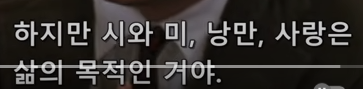 하지만 시와 미, 낭만, 사랑은
삶의 목적인 거야.